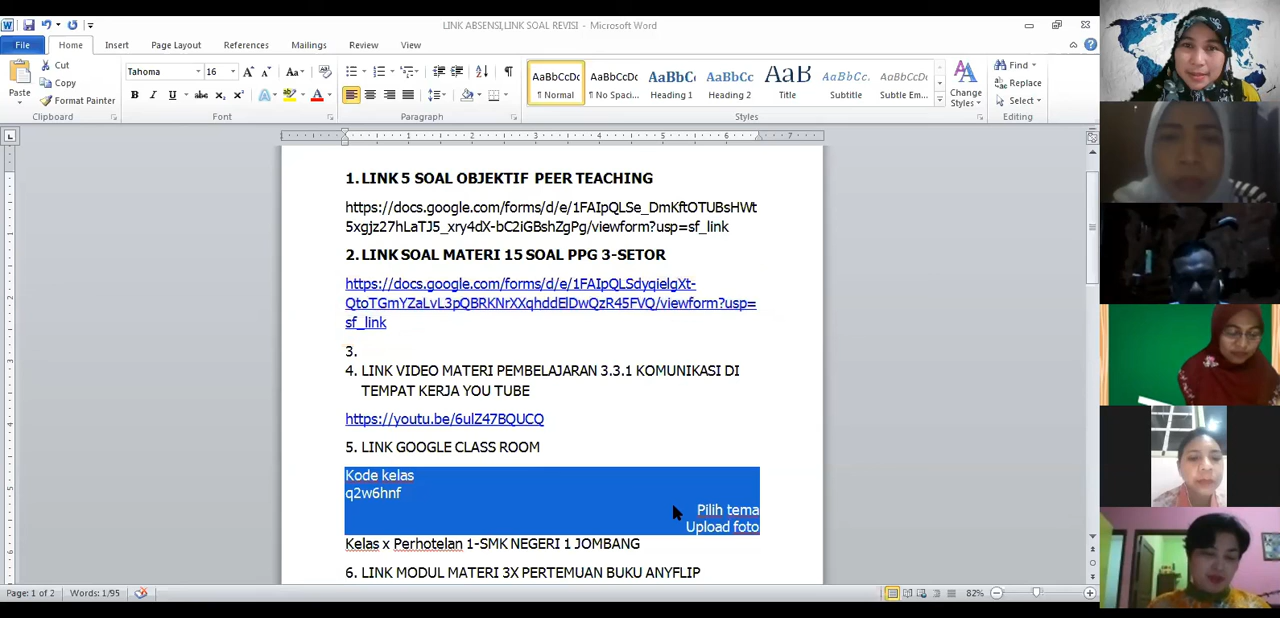 LINK ABSENSI,LINK SOAL REVISI - Microsoft Word
File Home Insert Page Layout References Mailings Review View
Paste
Cut
Copy
Format Painter
Clipboard
Tahoma 16
Font
Paragraph
AaBbCcDc AaBbCcDc AaBbC AaBbCc AaB AaBbCc. AaBbCcDc
¶ Normal ¶ No Spaci... Heading 1 Heading 2 Title Subtitle Subtle Em...
Change Styles
Styles
Find
Replace
Select
Editing
1. LINK 5 SOAL OBJEKTIF PEER TEACHING
https://docs.google.com/forms/d/e/1FAIpQLSe_DmKftOTUBsHWt
5xgjz27hLaTJ5_xry4dX-bC2iGBshZgPg/viewform?usp=sf_link
2. LINK SOAL MATERI 15 SOAL PPG 3-SETOR
https://docs.google.com/forms/d/e/1FAIpQLSdyqielgXt-
QtoTGmYZaLvL3pQBRKNrXXqhddElDwQzR45FVQ/viewform?usp=
sf_link
3.
4. LINK VIDEO MATERI PEMBELAJARAN 3.3.1 KOMUNIKASI DI
TEMPAT KERJA YOU TUBE
https://youtu.be/6ulZ47BQUCQ
5. LINK GOOGLE CLASS ROOM
Kode kelas
q2w6hnf
Pilih tema
Upload foto
Kelas x Perhotelan 1-SMK NEGERI 1 JOMBANG
6. LINK MODUL MATERI 3X PERTEMUAN BUKU ANYFLIP
Page: 1 of 2 Words: 1/95 82%